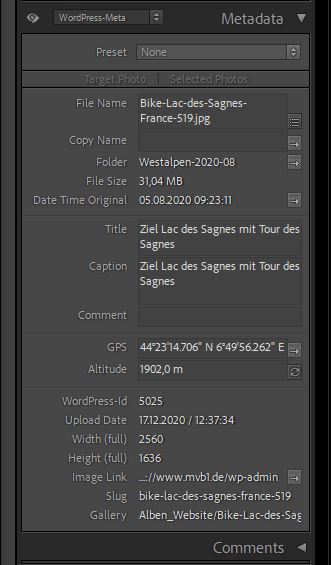 WordPress-Meta
Metadata
Preset None
Target Photo | Selected Photos
File Name Bike-Lac-des-Sagnes-
France-519.jpg
Copy Name
Folder Westalpen-2020-08
File Size 31,04 MB
Date Time Original 05.08.2020 09:23:11
Title Ziel Lac des Sagnes mit Tour des
Sagnes
Caption Ziel Lac des Sagnes mit Tour des
Sagnes
Comment
GPS 44°23'14.706" N 6°49'56.262" E
Altitude 1902,0 m
WordPress-Id 5025
Upload Date 17.12.2020 / 12:37:34
Width (full) 2560
Height (full) 1636
Image Link ...://www.mvb1.de/wp-admin
Slug bike-lac-des-sagnes-france-519
Gallery Alben_Website/Bike-Lac-des-Sag
Comments